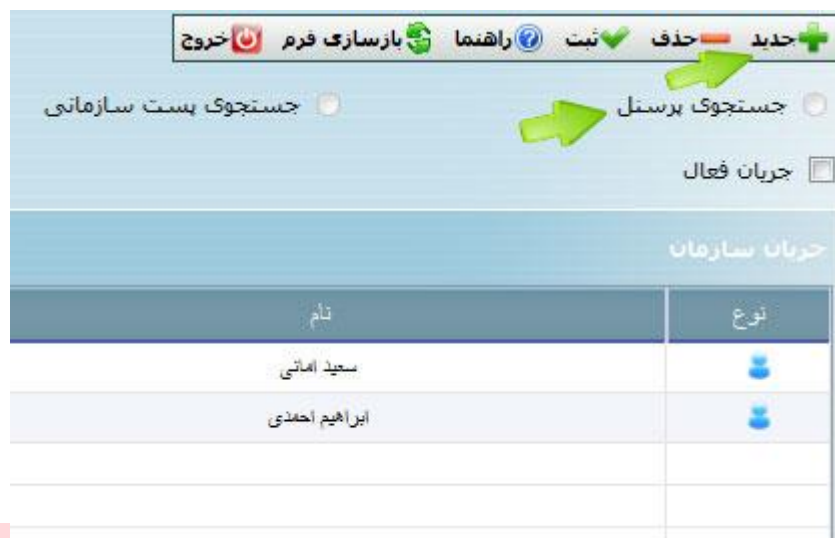 جدید حذف ثبت راهنما بازسازی فرم خروج
جستجوی پرسنل جستجوی پست سازمانی
جریان فعال
جریان سازمان
نوع نام
سعید امانی
ابراهیم احمدی